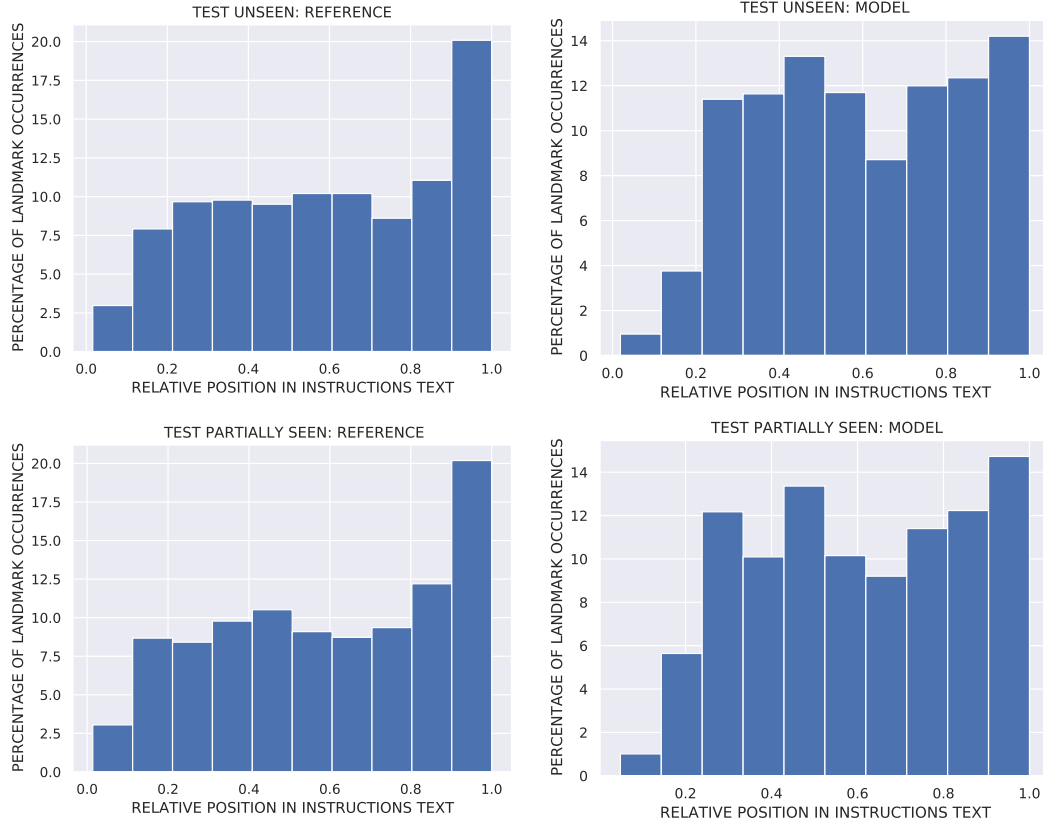 TEST UNSEEN: REFERENCE
PERCENTAGE OF LANDMARK OCCURRENCES
20.0
17.5
15.0
12.5
10.0
7.5
5.0
2.5
0.0
0.0 0.2 0.4 0.6 0.8 1.0
RELATIVE POSITION IN INSTRUCTIONS TEXT
TEST UNSEEN: MODEL
PERCENTAGE OF LANDMARK OCCURRENCES
14
12
10
8
6
4
2
0
0.0 0.2 0.4 0.6 0.8 1.0
RELATIVE POSITION IN INSTRUCTIONS TEXT
TEST PARTIALLY SEEN: REFERENCE
PERCENTAGE OF LANDMARK OCCURRENCES
20.0
17.5
15.0
12.5
10.0
7.5
5.0
2.5
0.0
0.0 0.2 0.4 0.6 0.8 1.0
RELATIVE POSITION IN INSTRUCTIONS TEXT
TEST PARTIALLY SEEN: MODEL
PERCENTAGE OF LANDMARK OCCURRENCES
14
12
10
8
6
4
2
0
0.2 0.4 0.6 0.8 1.0
RELATIVE POSITION IN INSTRUCTIONS TEXT